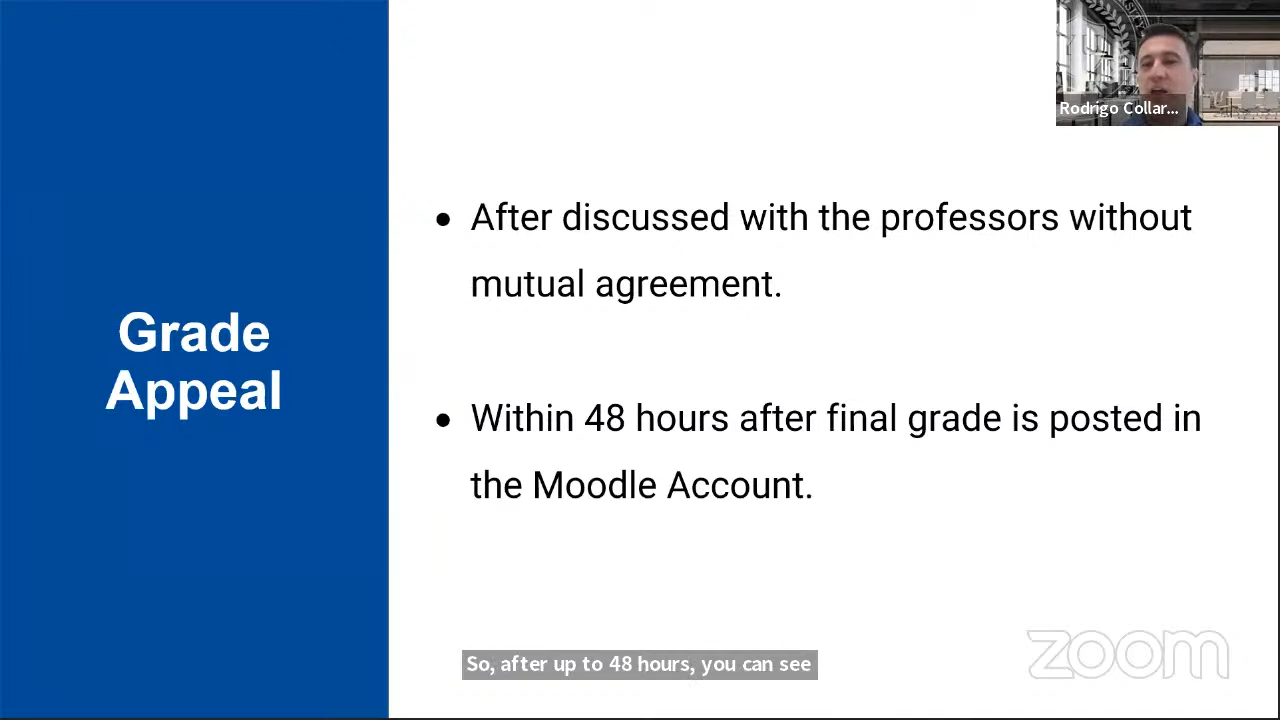 Rodrigo Collar...
Grade
Appeal
• After discussed with the professors without
mutual agreement.
• Within 48 hours after final grade is posted in
the Moodle Account.
So, after up to 48 hours, you can see
zoom